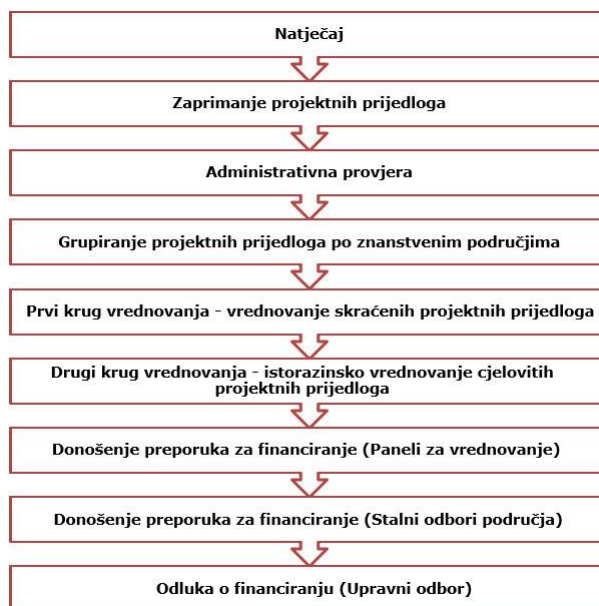 Natječaj
Zaprimanje projektnih prijedloga
Administrativna provjera
Grupiranje projektnih prijedloga po znanstvenim područjima
Prvi krug vrednovanja - vrednovanje skraćenih projektnih prijedloga
Drugi krug vrednovanja - istorazinsko vrednovanje cjelovitih
projektnih prijedloga
Donošenje preporuka za financiranje (Paneli za vrednovanje)
Donošenje preporuka za financiranje (Stalni odbori područja)
Odluka o financiranju (Upravni odbor)